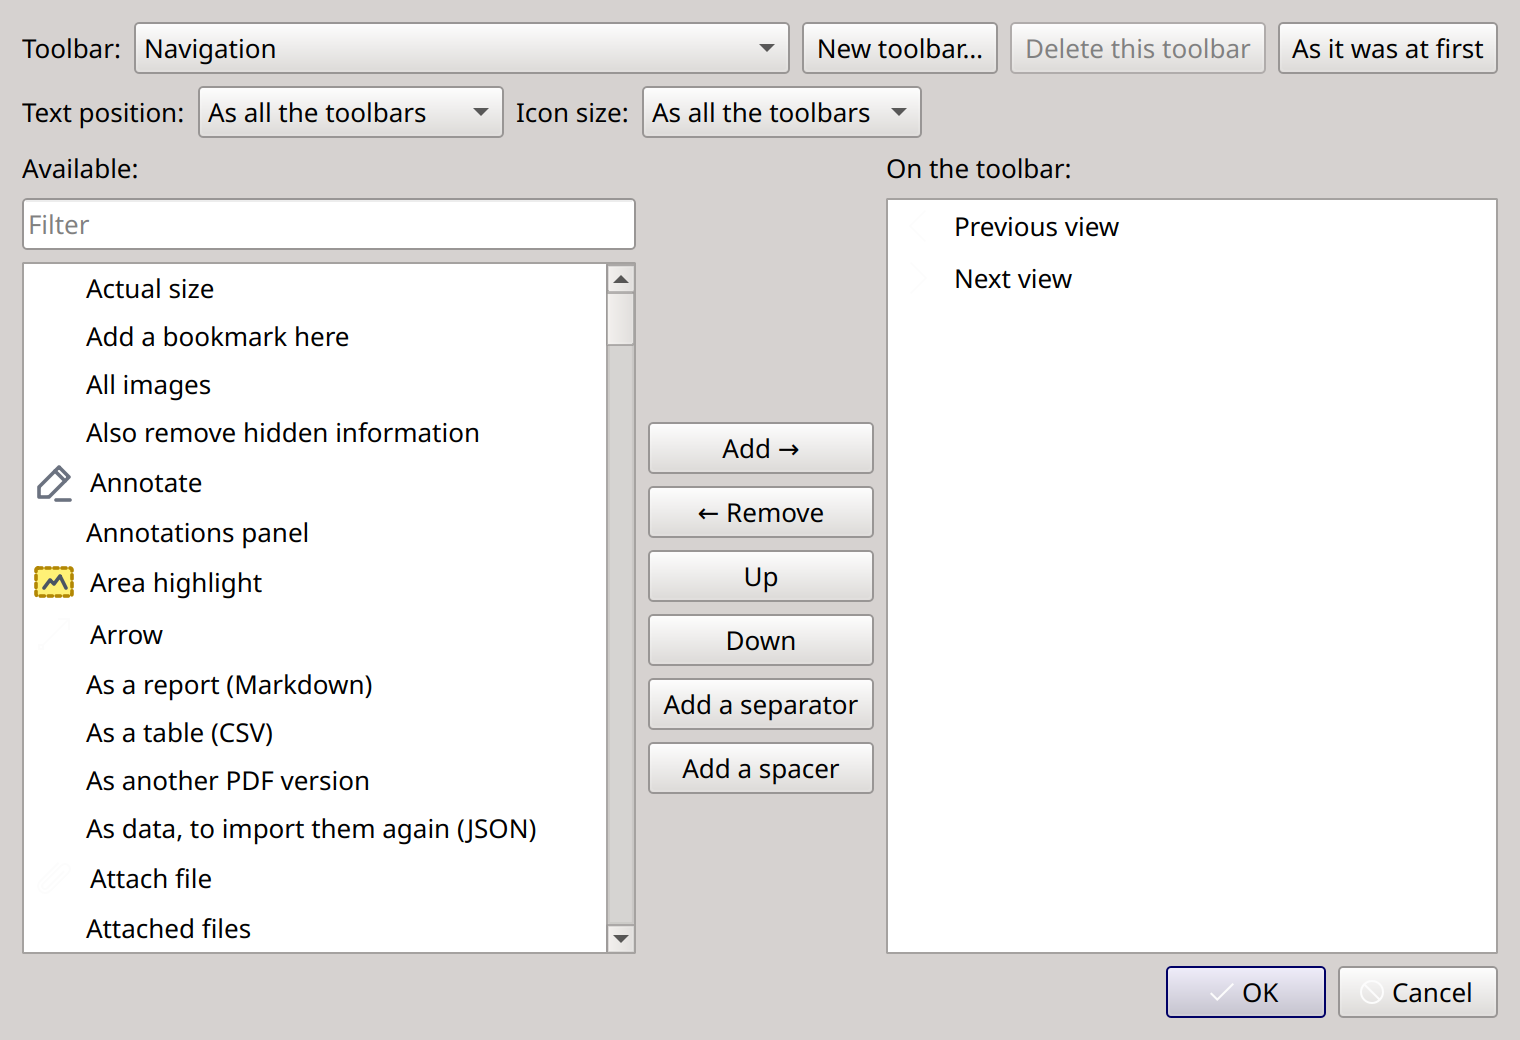 Toolbar: Navigation New toolbar... Delete this toolbar As it was at first
Text position: As all the toolbars Icon size: As all the toolbars
Available:
Filter
Actual size
Add a bookmark here
All images
Also remove hidden information
Annotate
Annotations panel
Area highlight
Arrow
As a report (Markdown)
As a table (CSV)
As another PDF version
As data, to import them again (JSON)
Attach file
Attached files
Add →
← Remove
Up
Down
Add a separator
Add a spacer
On the toolbar:
Previous view
Next view
OK Cancel